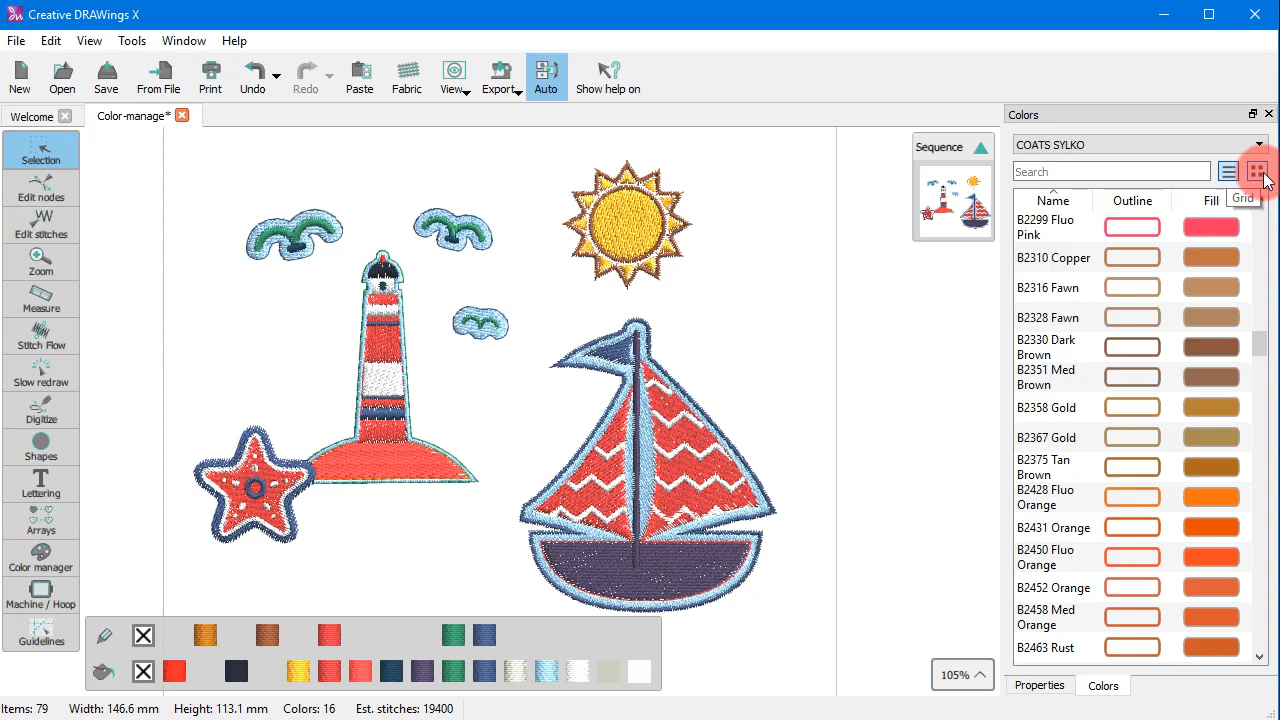 Creative DRAWings X
File Edit View Tools Window Help
New Open Save From File Print Undo Redo Paste Fabric View Export Auto Show help on
Welcome Color-manage*
Selection
Edit nodes
Edit stitches
Zoom
Measure
Stitch Flow
Slow redraw
Digitize
Shapes
Lettering
Arrays
Color manager
Machine / Hoop
Guidelines
Sequence
105%
Colors
COATS SYLKO
Search
Grid
Name Outline Fill
B2299 Fluo
Pink
B2310 Copper
B2316 Fawn
B2328 Fawn
B2330 Dark
Brown
B2351 Med
Brown
B2358 Gold
B2367 Gold
B2375 Tan
Brown
B2428 Fluo
Orange
B2431 Orange
B2450 Fluo
Orange
B2452 Orange
B2458 Med
Orange
B2463 Rust
Properties Colors
Items: 79 Width: 146.6 mm Height: 113.1 mm Colors: 16 Est. stitches: 19400